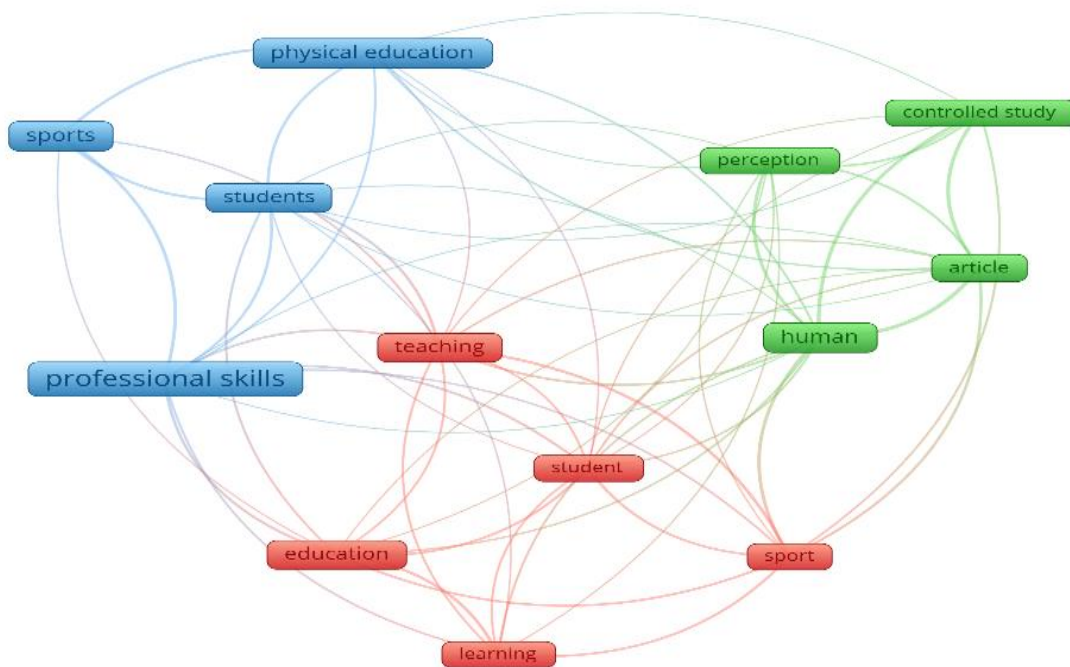 physical education
controlled study
sports
perception
students
article
human
teaching
professional skills
student
education
sport
learning